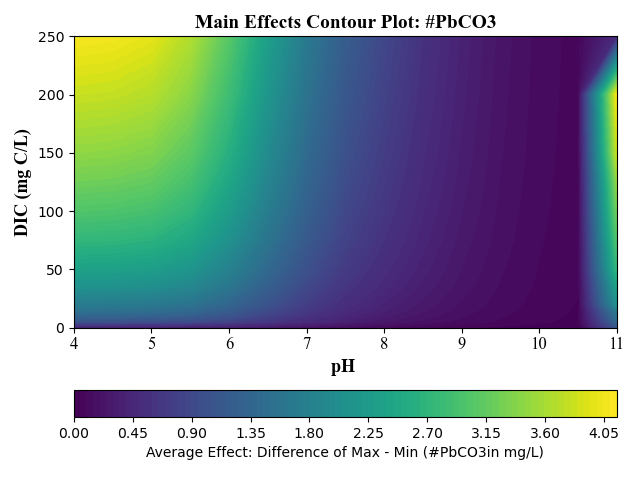 Main Effects Contour Plot: #PbCO3
250
200
150
100
50
0
DIC (mg C/L)
4 5 6 7 8 9 10 11
pH
0.00 0.45 0.90 1.35 1.80 2.25 2.70 3.15 3.60 4.05
Average Effect: Difference of Max - Min (#PbCO3in mg/L)